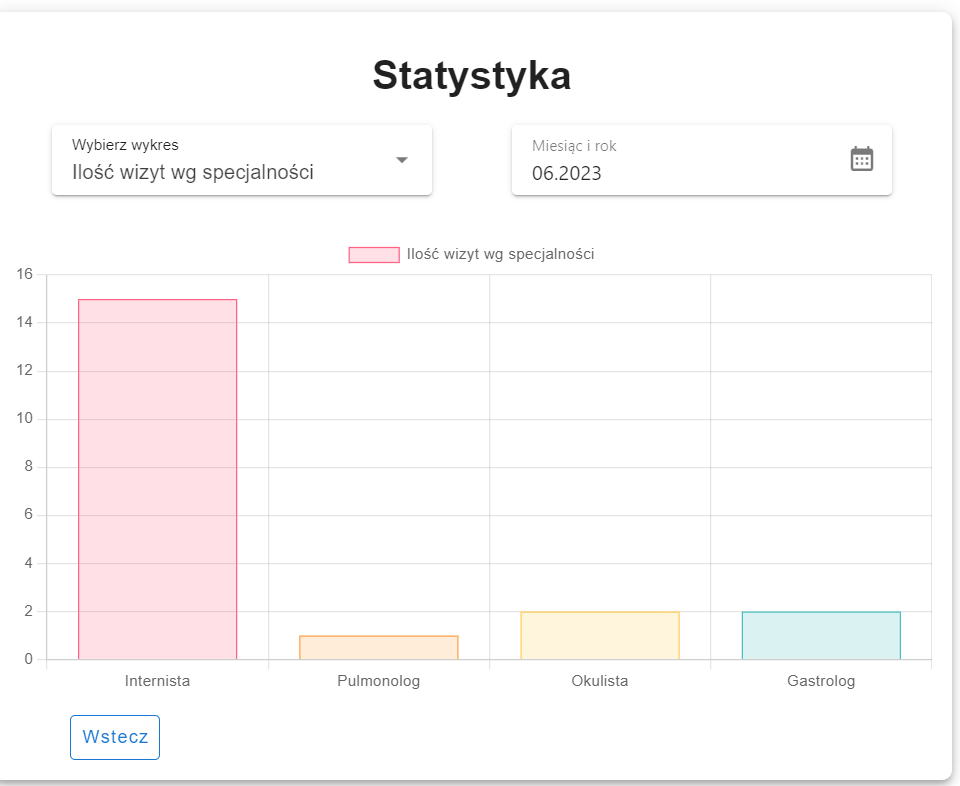 Statystyka
Wybierz wykres
Ilość wizyt wg specjalności
Miesiąc i rok
06.2023
Ilość wizyt wg specjalności
16
14
12
10
8
6
4
2
0
Internista Pulmonolog Okulista Gastrolog
Wstecz